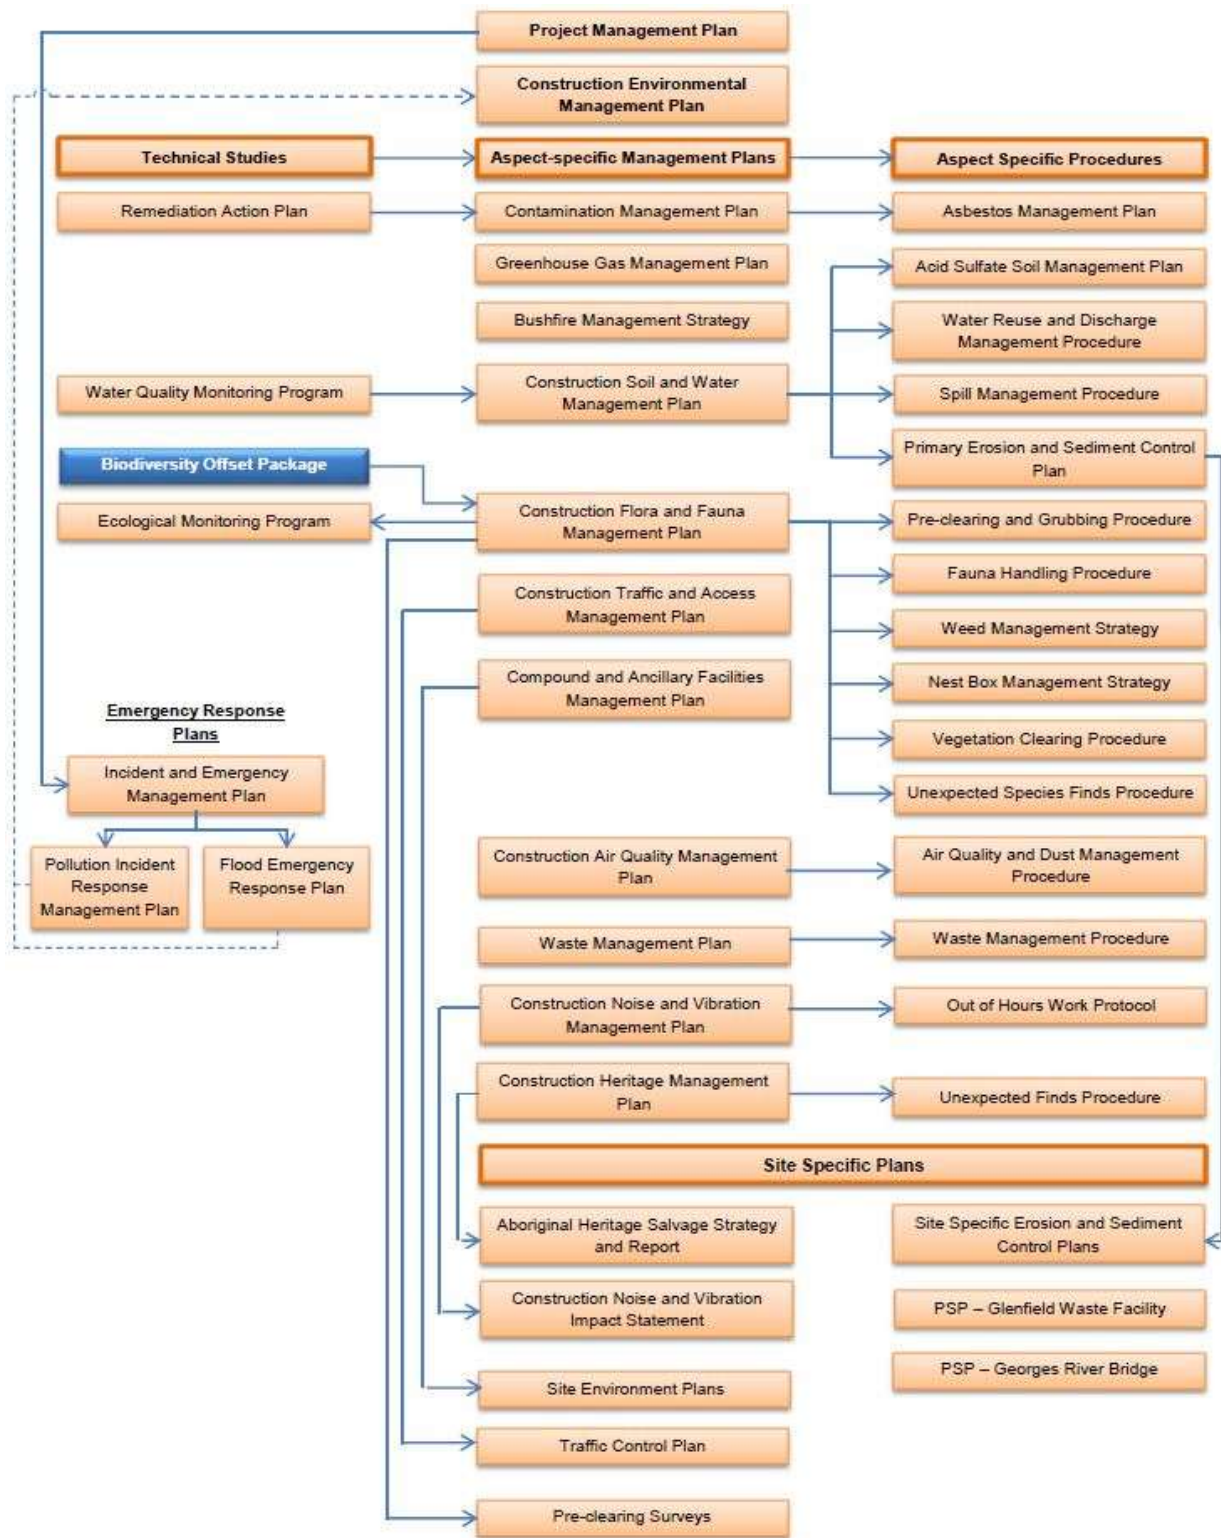 Project Management Plan
Construction Environmental
Management Plan
Technical Studies
Aspect-specific Management Plans
Aspect Specific Procedures
Remediation Action Plan
Contamination Management Plan
Asbestos Management Plan
Greenhouse Gas Management Plan
Acid Sulfate Soil Management Plan
Bushfire Management Strategy
Water Reuse and Discharge
Management Procedure
Water Quality Monitoring Program
Construction Soil and Water
Management Plan
Spill Management Procedure
Biodiversity Offset Package
Primary Erosion and Sediment Control
Plan
Ecological Monitoring Program
Construction Flora and Fauna
Management Plan
Pre-clearing and Grubbing Procedure
Fauna Handling Procedure
Construction Traffic and Access
Management Plan
Weed Management Strategy
Compound and Ancillary Facilities
Management Plan
Nest Box Management Strategy
Emergency Response
Plans
Vegetation Clearing Procedure
Incident and Emergency
Management Plan
Unexpected Species Finds Procedure
Pollution Incident
Response
Management Plan
Flood Emergency
Response Plan
Construction Air Quality Management
Plan
Air Quality and Dust Management
Procedure
Waste Management Plan
Waste Management Procedure
Construction Noise and Vibration
Management Plan
Out of Hours Work Protocol
Construction Heritage Management
Plan
Unexpected Finds Procedure
Site Specific Plans
Aboriginal Heritage Salvage Strategy
and Report
Site Specific Erosion and Sediment
Control Plans
Construction Noise and Vibration
Impact Statement
PSP – Glenfield Waste Facility
PSP – Georges River Bridge
Site Environment Plans
Traffic Control Plan
Pre-clearing Surveys